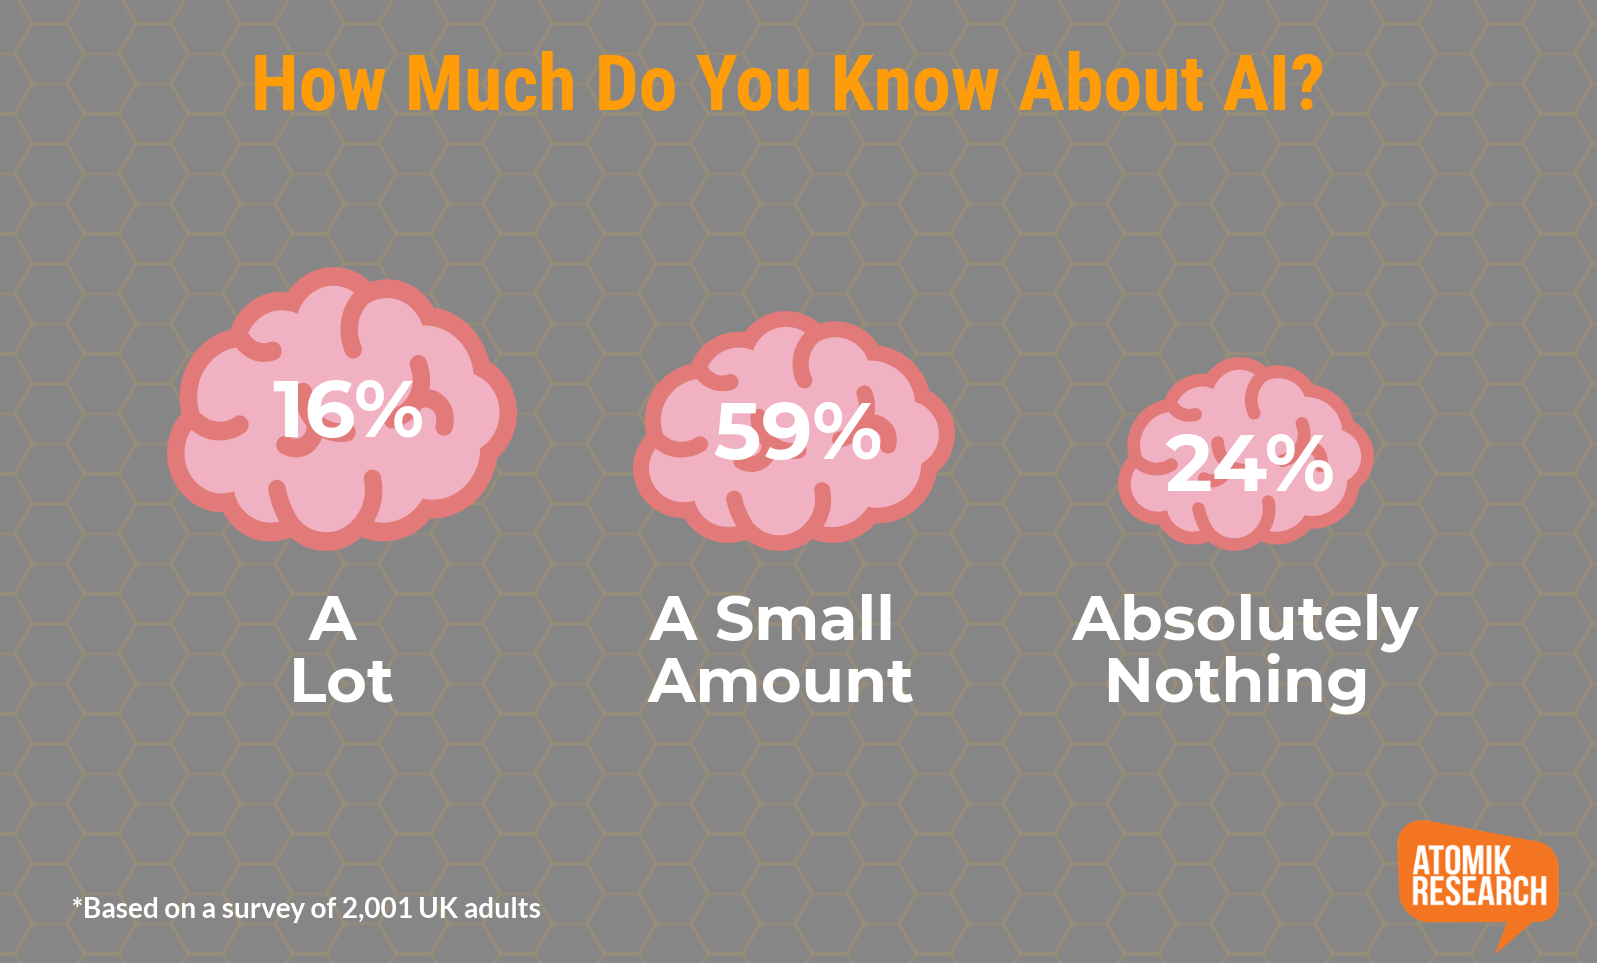 How Much Do You Know About AI?
16%
59%
24%
A
Lot
A Small
Amount
Absolutely
Nothing
*Based on a survey of 2,001 UK adults
ATOMIK
RESEARCH